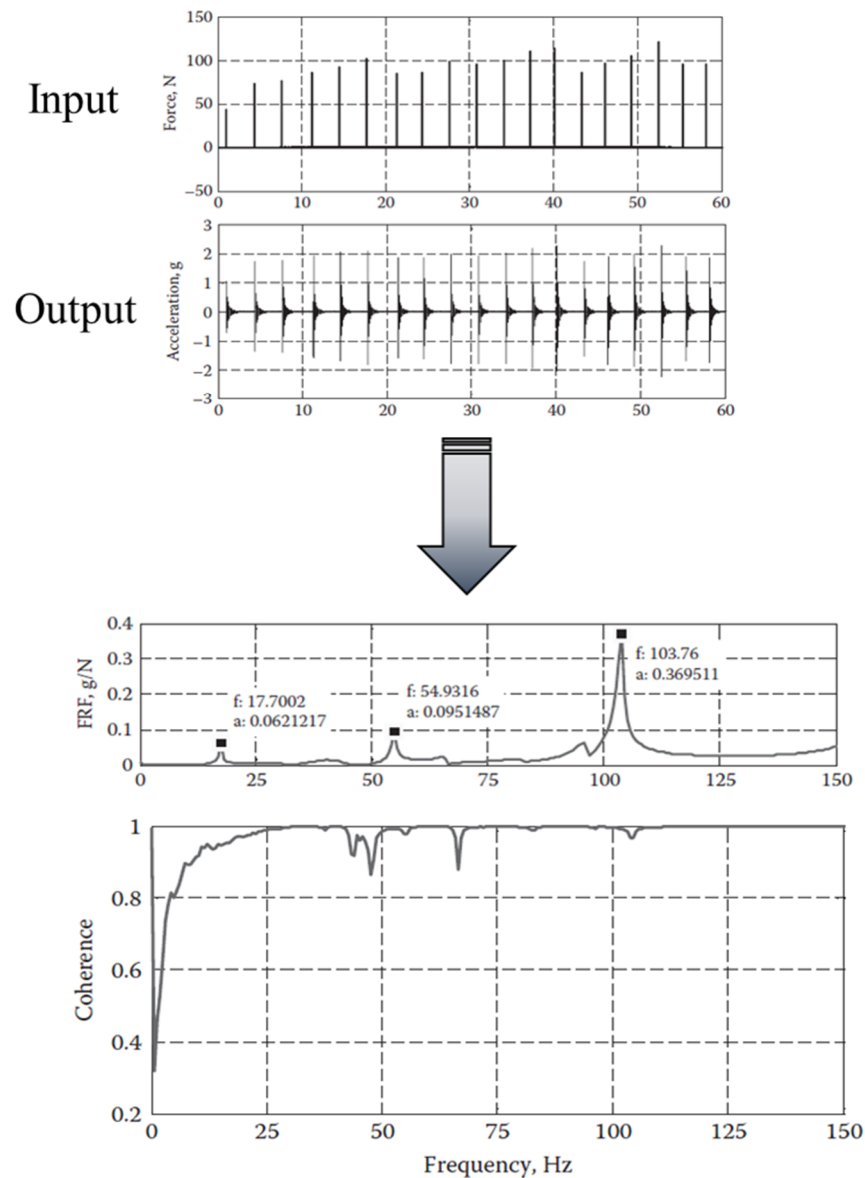 Input
Force, N
150
100
50
0
−50
0 10 20 30 40 50 60
Output
Acceleration, g
3
2
1
0
−1
−2
−3
0 10 20 30 40 50 60
FRF, g/N
0.4
0.3
0.2
0.1
0
f: 17.7002
a: 0.0621217
f: 54.9316
a: 0.0951487
f: 103.76
a: 0.369511
0 25 50 75 100 125 150
Coherence
1
0.8
0.6
0.4
0.2
0 25 50 75 100 125 150
Frequency, Hz